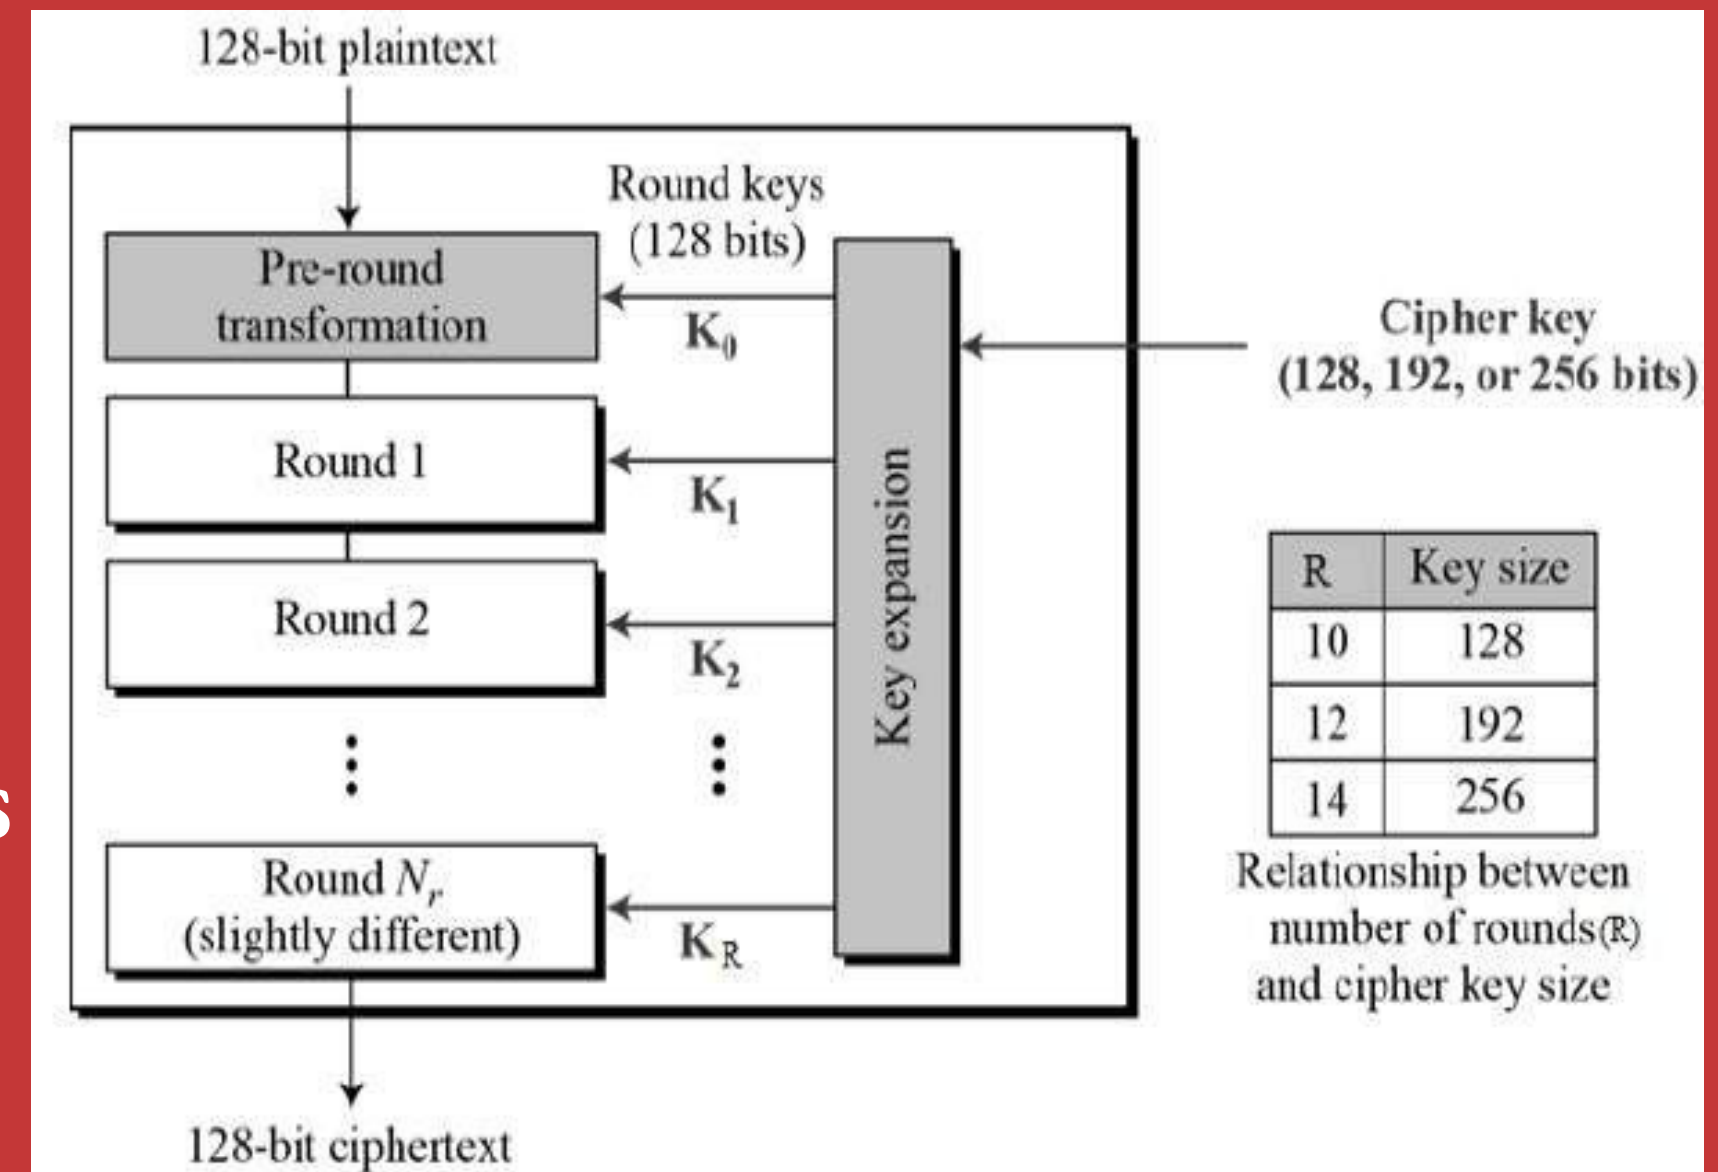 128-bit plaintext
Round keys
(128 bits)
Pre-round
transformation
K0
Cipher key
(128, 192, or 256 bits)
Round 1
K1
Key expansion
R Key size
10 128
12 192
14 256
Round 2
K2
s
Round Nr
(slightly different)
KR
Relationship between
number of rounds(R)
and cipher key size
128-bit ciphertext